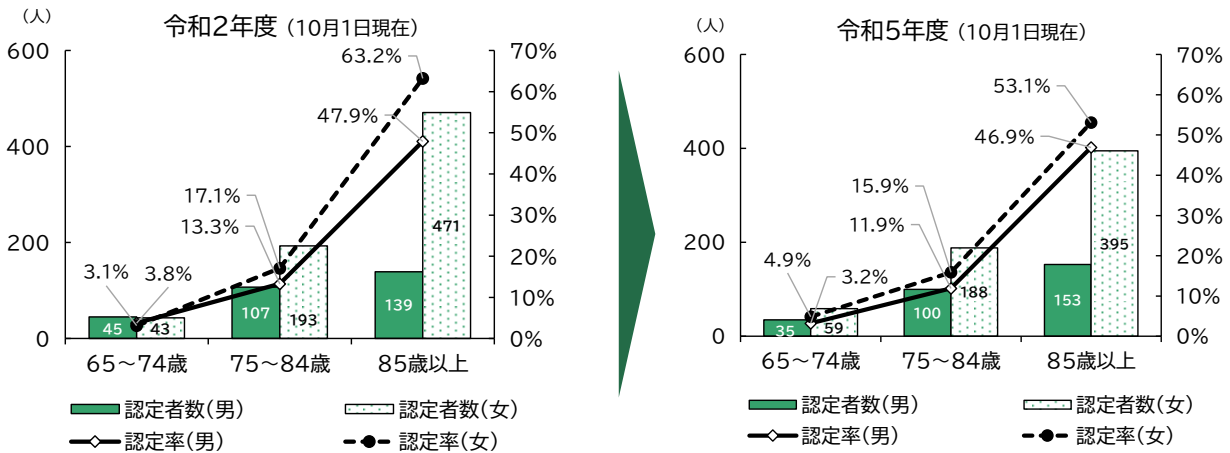 (人)
令和2年度 (10月1日現在)
600
400
200
0
70%
60%
50%
40%
30%
20%
10%
0%
63.2%
47.9%
17.1%
13.3%
3.1%
3.8%
45
43
107
193
139
471
65~74歳
75~84歳
85歳以上
認定者数(男)
認定者数(女)
認定率(男)
認定率(女)
(人)
令和5年度 (10月1日現在)
600
400
200
0
70%
60%
50%
40%
30%
20%
10%
0%
53.1%
46.9%
15.9%
11.9%
4.9%
3.2%
35
59
100
188
153
395
65~74歳
75~84歳
85歳以上
認定者数(男)
認定者数(女)
認定率(男)
認定率(女)